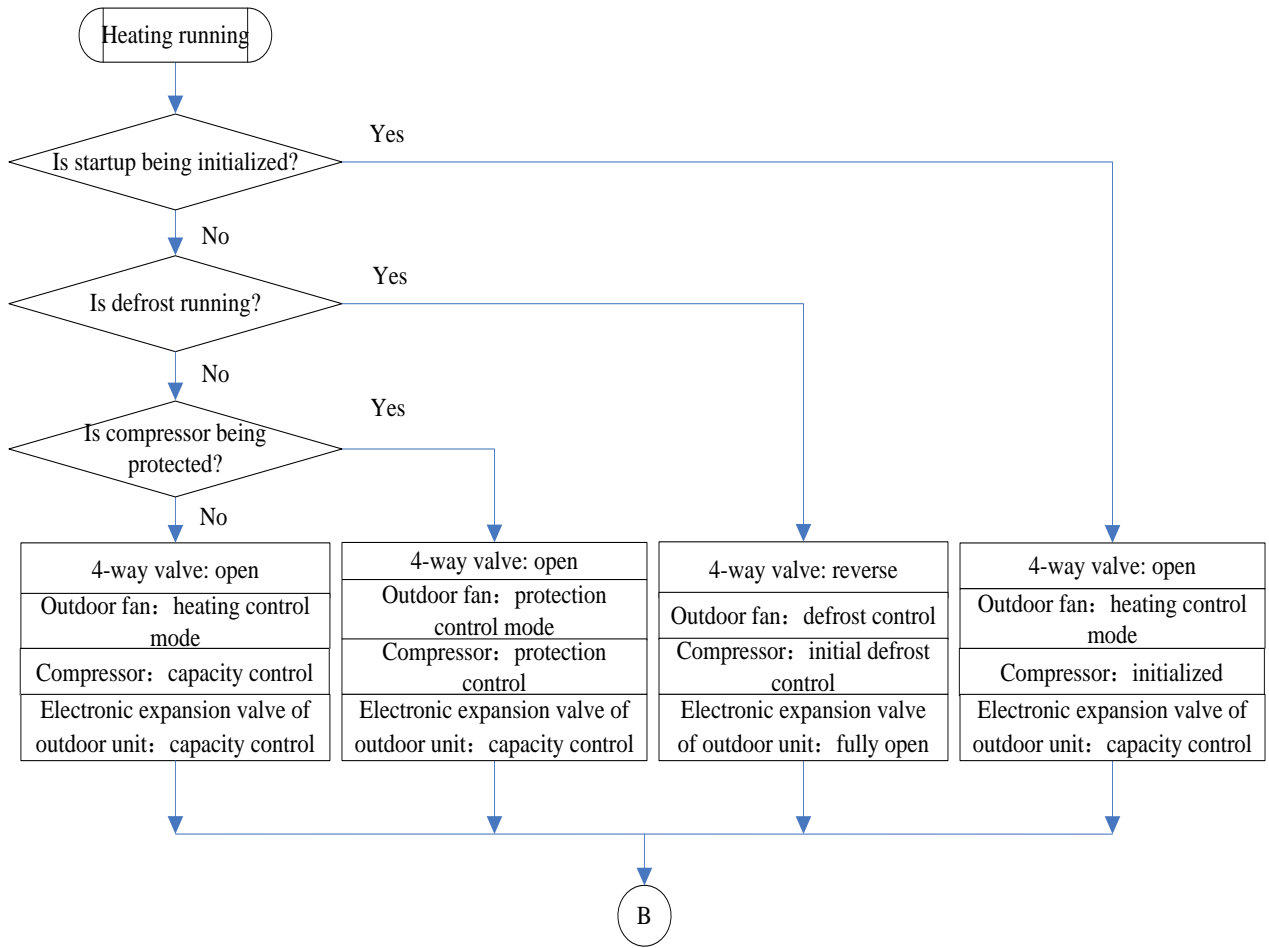 Heating running
Yes
Is startup being initialized?
No
Yes
Is defrost running?
No
Yes
Is compressor being
protected?
No
4-way valve: open
Outdoor fan：heating control
mode
Compressor：capacity control
Electronic expansion valve of
outdoor unit：capacity control
4-way valve: open
Outdoor fan：protection
control mode
Compressor：protection
control
Electronic expansion valve of
outdoor unit：capacity control
4-way valve: reverse
Outdoor fan：defrost control
Compressor：initial defrost
control
Electronic expansion valve
of outdoor unit：fully open
4-way valve: open
Outdoor fan：heating control
mode
Compressor：initialized
Electronic expansion valve of
outdoor unit：capacity control
B